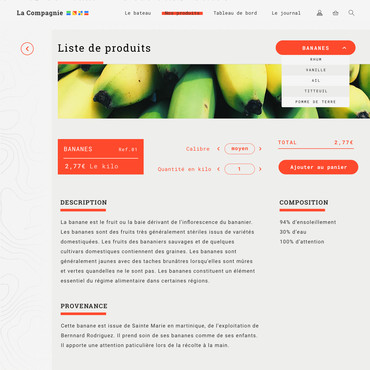 La Compagnie
Le bateau
Nos produits
Tableau de bord
Le journal
Liste de produits
BANANES
RHUM
VANILLE
AIL
TITYEUIL
POMME DE TERRE
BANANES Ref.01
2,77€ Le kilo
Calibre < moyen >
Quantité en kilo < 1 >
TOTAL 2,77€
Ajouter au panier
DESCRIPTION
La banane est le fruit ou la baie dérivant de l'inflorescence du bananier.
Les bananes sont des fruits très généralement stériles issus de variétés
domestiquées. Les fruits des bananiers sauvages et de quelques
cultivars domestiques contiennent des graines. Les bananes sont
généralement jaunes avec des taches brunâtres lorsqu'elles sont mûres
et vertes quandelles ne le sont pas. Les bananes constituent un élément
essentiel du régime alimentaire dans certaines régions.
COMPOSITION
94% d'ensoleillement
30% d'eau
100% d'attention
PROVENANCE
Cette banane est issue de Sainte Marie en martinique, de l'exploitation de
Bernnard Rodriguez. Il prend soin de ses bananes comme de ses enfants.
Il apporte une attention paticulière lors de la récolte à la main.